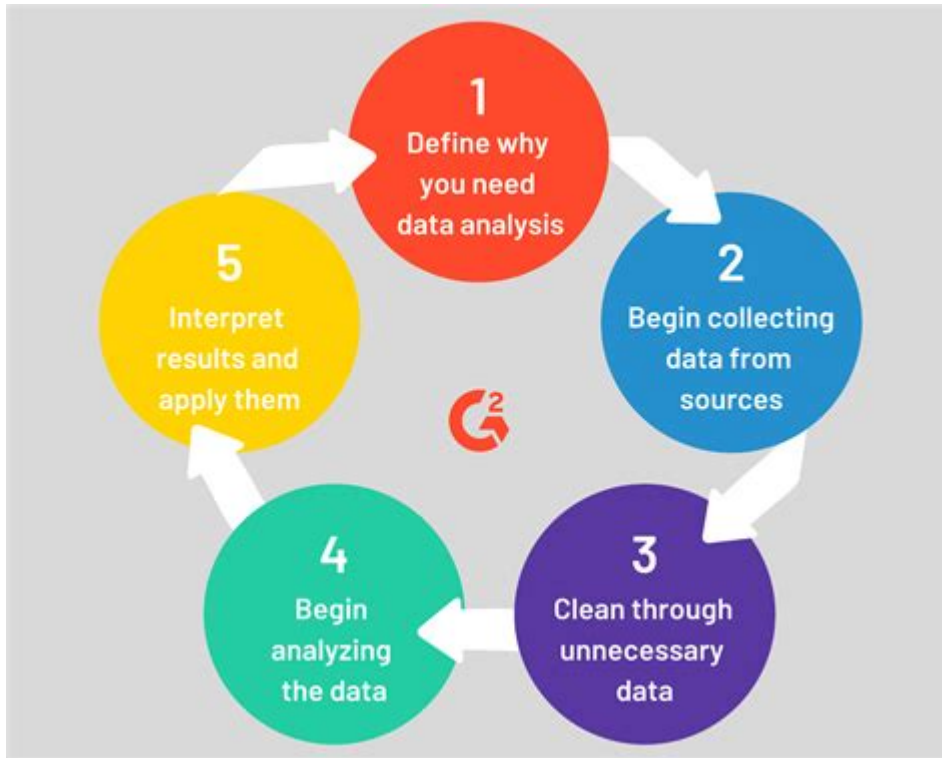 1
Define why
you need
data analysis
2
Begin collecting
data from
sources
3
Clean through
unnecessary
data
4
Begin
analyzing
the data
5
Interpret
results and
apply them
G2